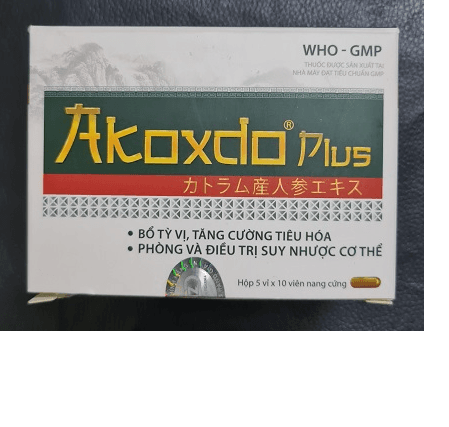 WHO - GMP
THUỐC ĐƯỢC SẢN XUẤT TẠI
NHÀ MÁY ĐẠT TIÊU CHUẨN GMP
Akoxdo® Plus
カトラム産人参エキス
• BỔ TỲ VỊ, TĂNG CƯỜNG TIÊU HÓA
• PHÒNG VÀ ĐIỀU TRỊ SUY NHƯỢC CƠ THỂ
Hộp 5 vỉ x 10 viên nang cứng